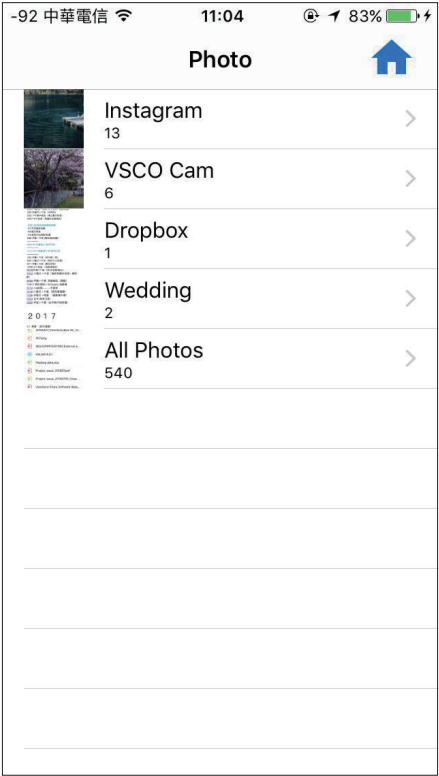 -92 中華電信 11:04 83%
Photo
Instagram
13
VSCO Cam
6
Dropbox
1
Wedding
2
2017
All Photos
540